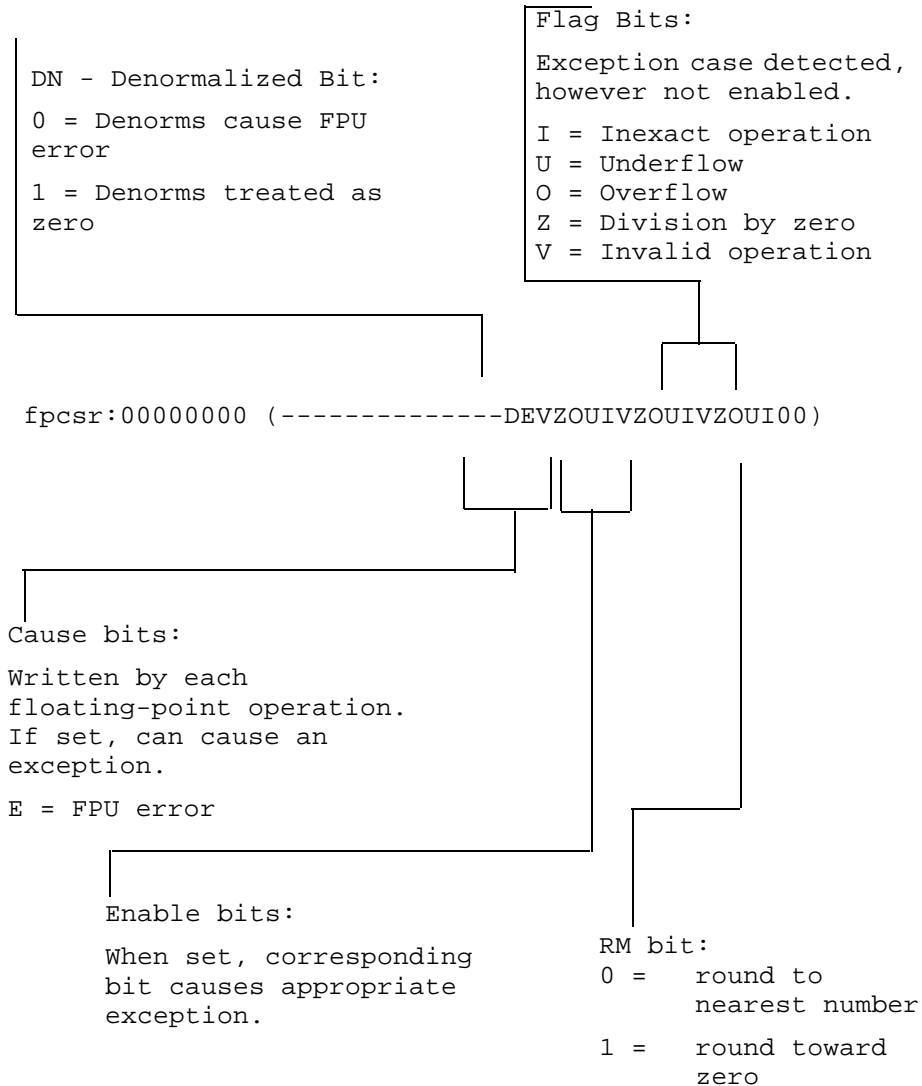 Flag Bits:
Exception case detected,
however not enabled.
I = Inexact operation
U = Underflow
O = Overflow
Z = Division by zero
V = Invalid operation
DN - Denormalized Bit:
0 = Denorms cause FPU
error
1 = Denorms treated as
zero
fpcsr:00000000 (--------------DEVZOUIVZOUIVZOUI00)
Cause bits:
Written by each
floating-point operation.
If set, can cause an
exception.
E = FPU error
Enable bits:
When set, corresponding
bit causes appropriate
exception.
RM bit:
0 = round to
nearest number
1 = round toward
zero